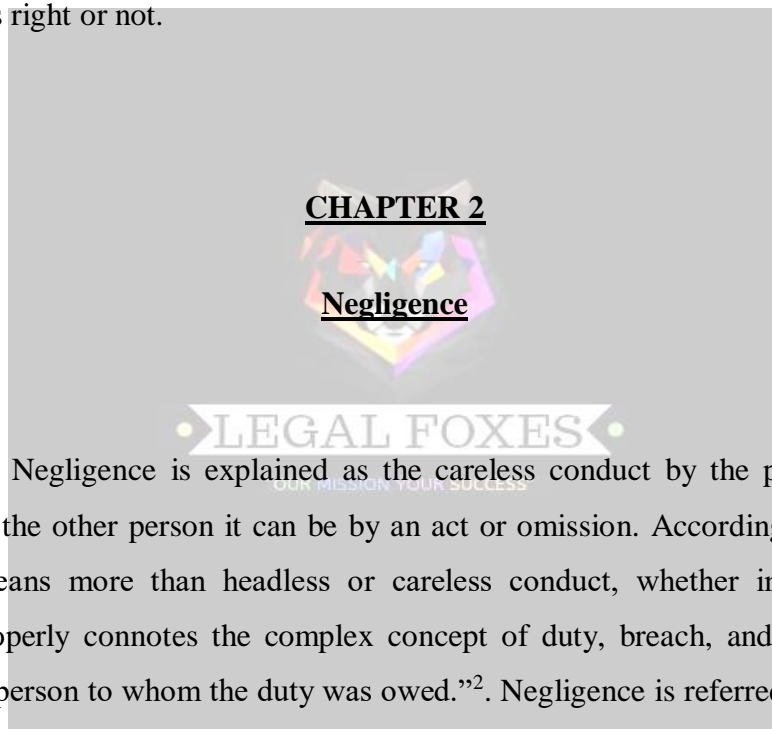 s right or not.
CHAPTER 2
Negligence
LEGAL FOXES
Negligence is explained as the careless conduct by the p
OUR MISSION YOUR SUCCESS
the other person it can be by an act or omission. According
eans more than headless or careless conduct, whether in
operly connotes the complex concept of duty, breach, and
person to whom the duty was owed.”². Negligence is referred